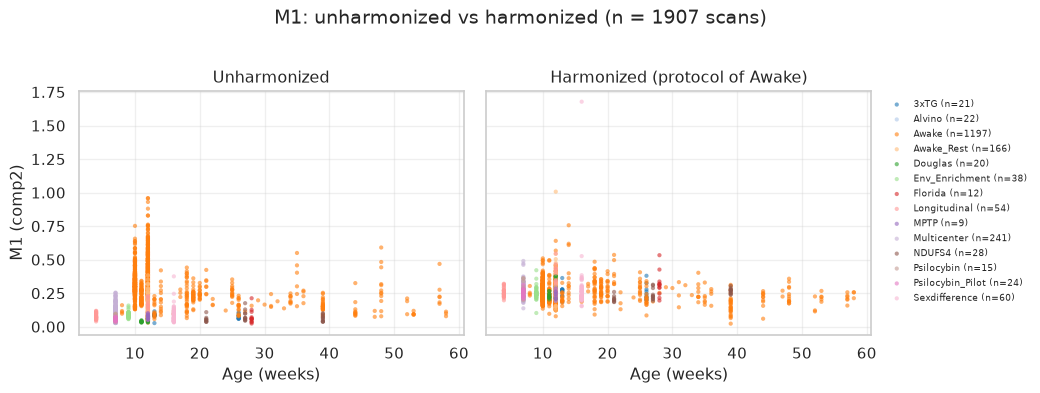 M1: unharmonized vs harmonized (n = 1907 scans)
Unharmonized
Harmonized (protocol of Awake)
M1 (comp2)
1.75
1.50
1.25
1.00
0.75
0.50
0.25
0.00
10 20 30 40 50 60
10 20 30 40 50 60
Age (weeks)
Age (weeks)
3xTG (n=21)
Alvino (n=22)
Awake (n=1197)
Awake_Rest (n=166)
Douglas (n=20)
Env_Enrichment (n=38)
Florida (n=12)
Longitudinal (n=54)
MPTP (n=9)
Multicenter (n=241)
NDUFS4 (n=28)
Psilocybin (n=15)
Psilocybin_Pilot (n=24)
Sexdifference (n=60)